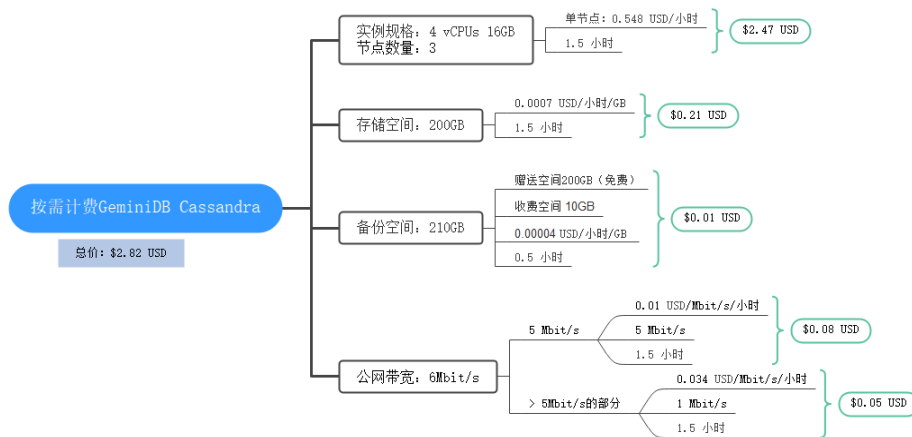 按需计费GeminiDB Cassandra
总价: $2.82 USD
实例规格: 4 vCPUs 16GB
节点数量: 3
单节点: 0.548 USD/小时
1.5 小时
$2.47 USD
存储空间: 200GB
0.0007 USD/小时/GB
1.5 小时
$0.21 USD
备份空间: 210GB
赠送空间200GB（免费）
收费空间 10GB
0.00004 USD/小时/GB
0.5 小时
$0.01 USD
公网带宽: 6Mbit/s
5 Mbit/s
0.01 USD/Mbit/s/小时
5 Mbit/s
1.5 小时
$0.08 USD
> 5Mbit/s的部分
0.034 USD/Mbit/s/小时
1 Mbit/s
1.5 小时
$0.05 USD